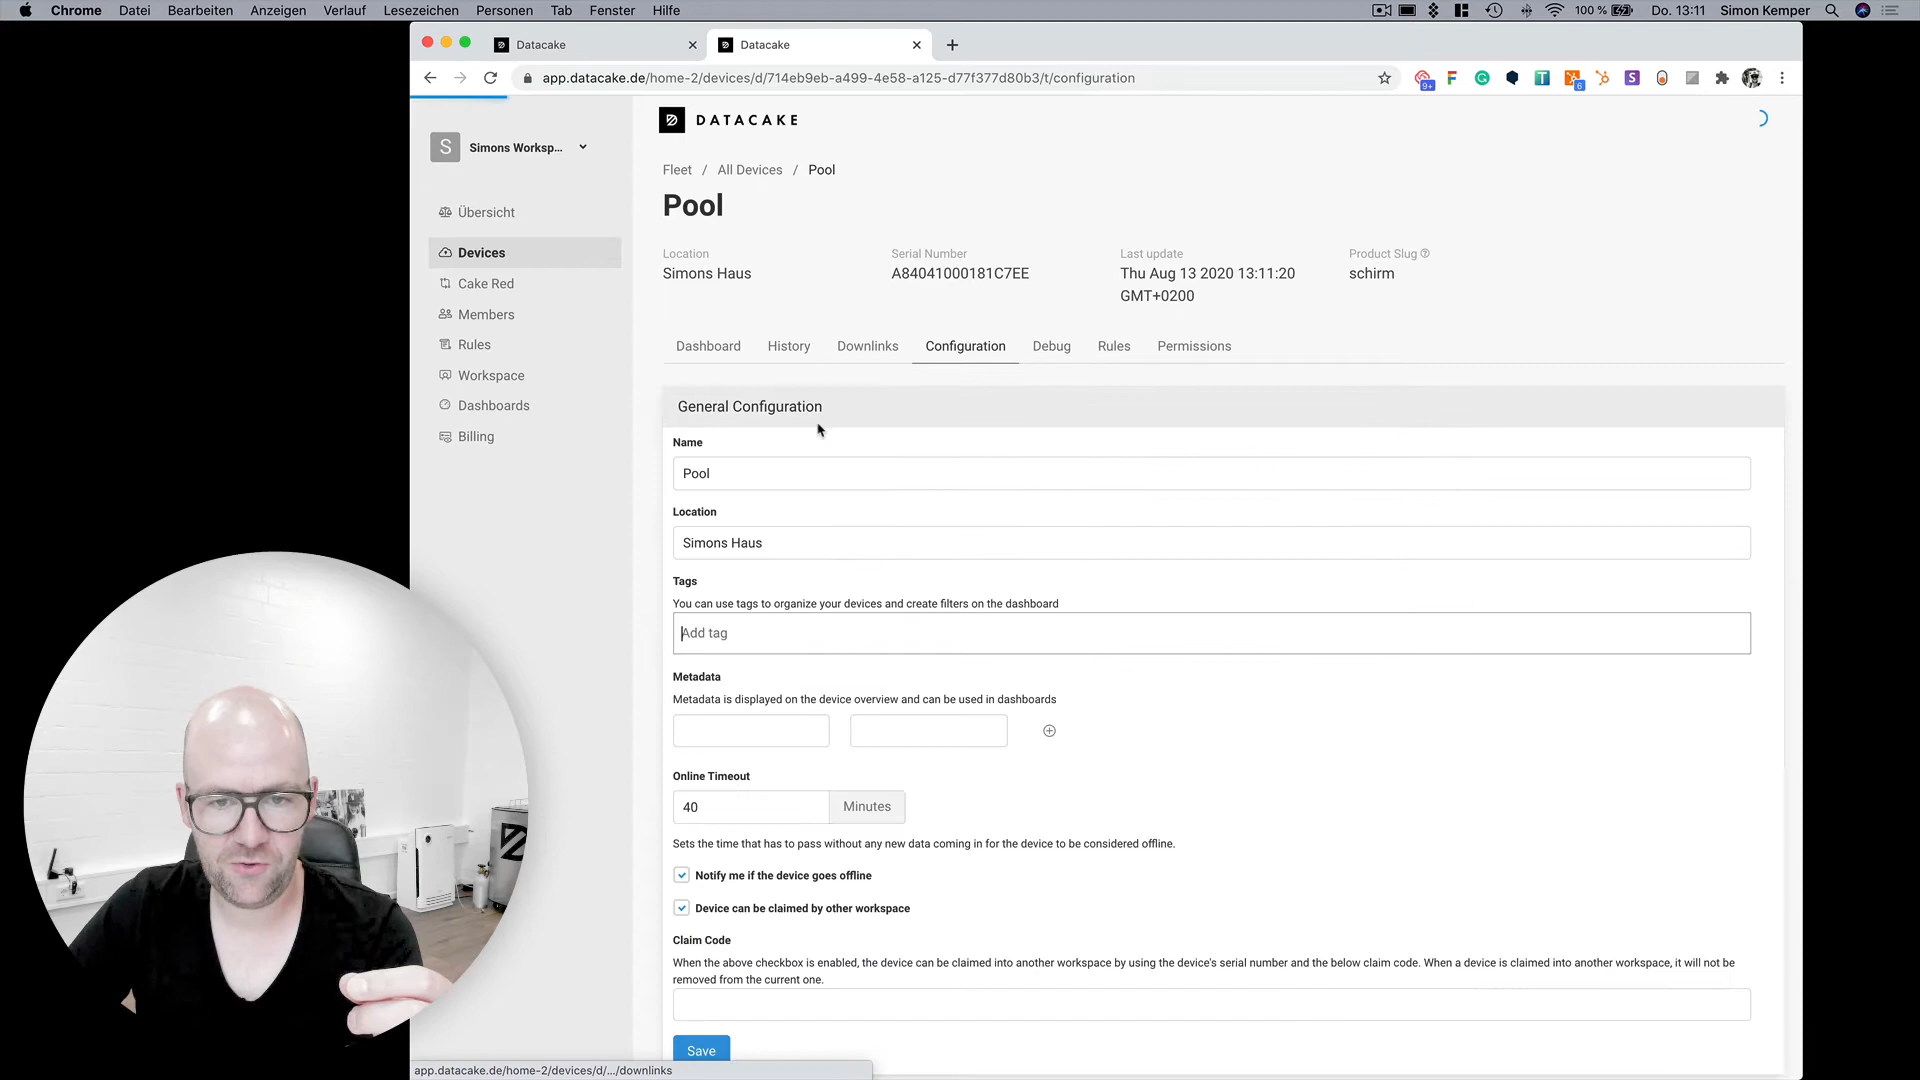 Chrome Datei Bearbeiten Anzeigen Verlauf Lesezeichen Personen Tab Fenster Hilfe 100 % Do. 13:11 Simon Kemper
Datacake Datacake
app.datacake.de/home-2/devices/d/714eb9eb-a499-4e58-a125-d77f377d80b3/t/configuration
9+
6
S Simons Worksp...
Übersicht
Devices
Cake Red
Members
Rules
Workspace
Dashboards
Billing
DATACAKE
Fleet / All Devices / Pool
Pool
Location Serial Number Last update Product Slug
Simons Haus A84041000181C7EE Thu Aug 13 2020 13:11:20 schirm
GMT+0200
Dashboard History Downlinks Configuration Debug Rules Permissions
General Configuration
Name
Pool
Location
Simons Haus
Tags
You can use tags to organize your devices and create filters on the dashboard
Add tag
Metadata
Metadata is displayed on the device overview and can be used in dashboards
Online Timeout
40 Minutes
Sets the time that has to pass without any new data coming in for the device to be considered offline.
Notify me if the device goes offline
Device can be claimed by other workspace
Claim Code
When the above checkbox is enabled, the device can be claimed into another workspace by using the device's serial number and the below claim code. When a device is claimed into another workspace, it will not be
removed from the current one.
Save
app.datacake.de/home-2/devices/d/.../downlinks